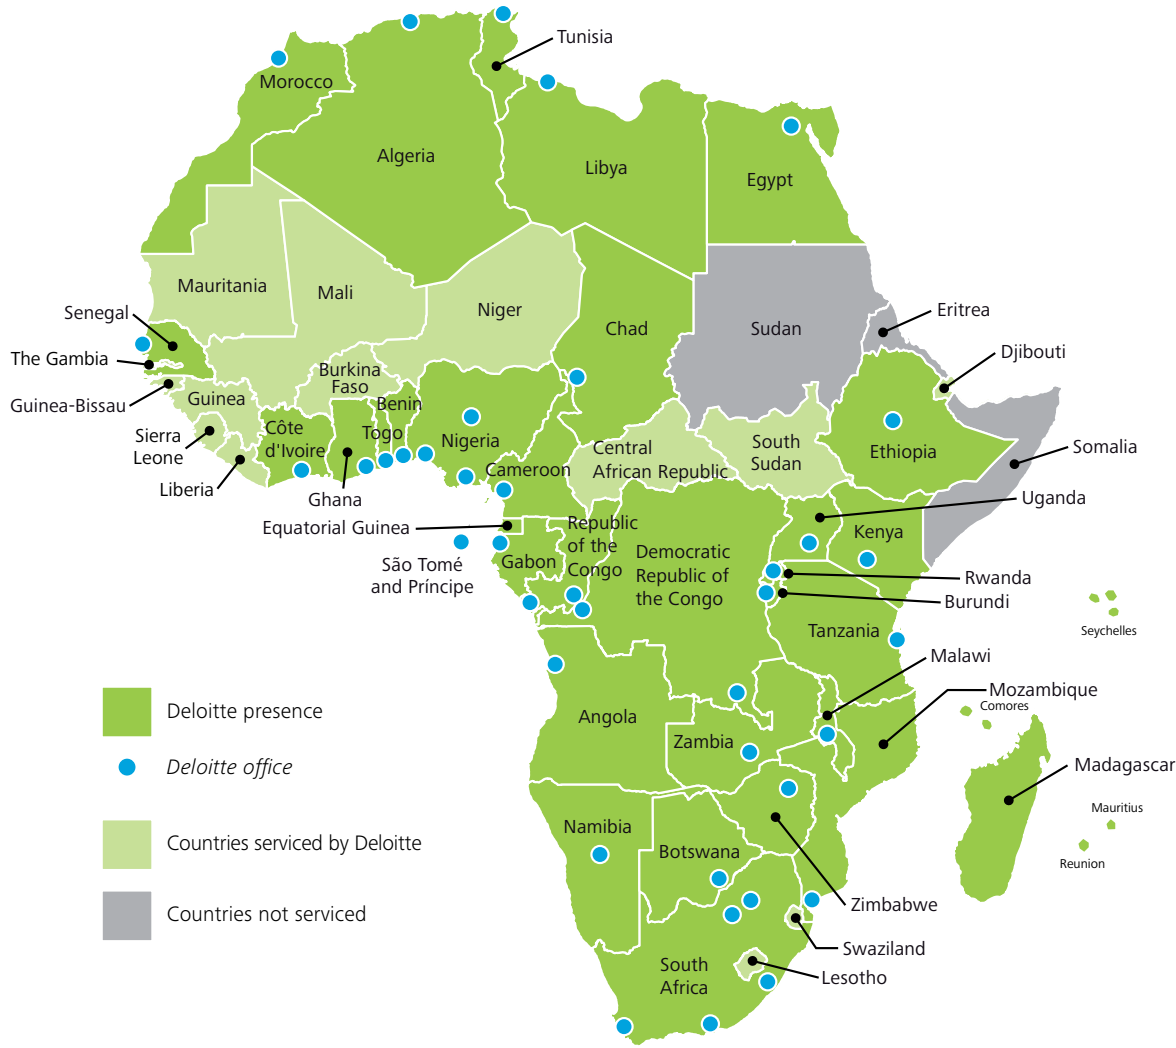 Tunisia
Morocco
Algeria
Libya
Egypt
Mauritania
Mali
Niger
Chad
Sudan
Eritrea
Senegal
The Gambia
Guinea-Bissau
Djibouti
Burkina
Faso
Guinea
Benin
Togo
Nigeria
Côte
d'Ivoire
Sierra
Leone
Liberia
Ghana
Cameroon
Central
African Republic
South
Sudan
Ethiopia
Somalia
Uganda
Kenya
Equatorial Guinea
São Tomé
and Príncipe
Gabon
Republic
of the
Congo
Democratic
Republic of
the Congo
Rwanda
Burundi
Tanzania
Seychelles
Malawi
Mozambique
Comores
Angola
Zambia
Madagascar
Mauritius
Reunion
Namibia
Botswana
Zimbabwe
Swaziland
Lesotho
South
Africa
Deloitte presence
Deloitte office
Countries serviced by Deloitte
Countries not serviced